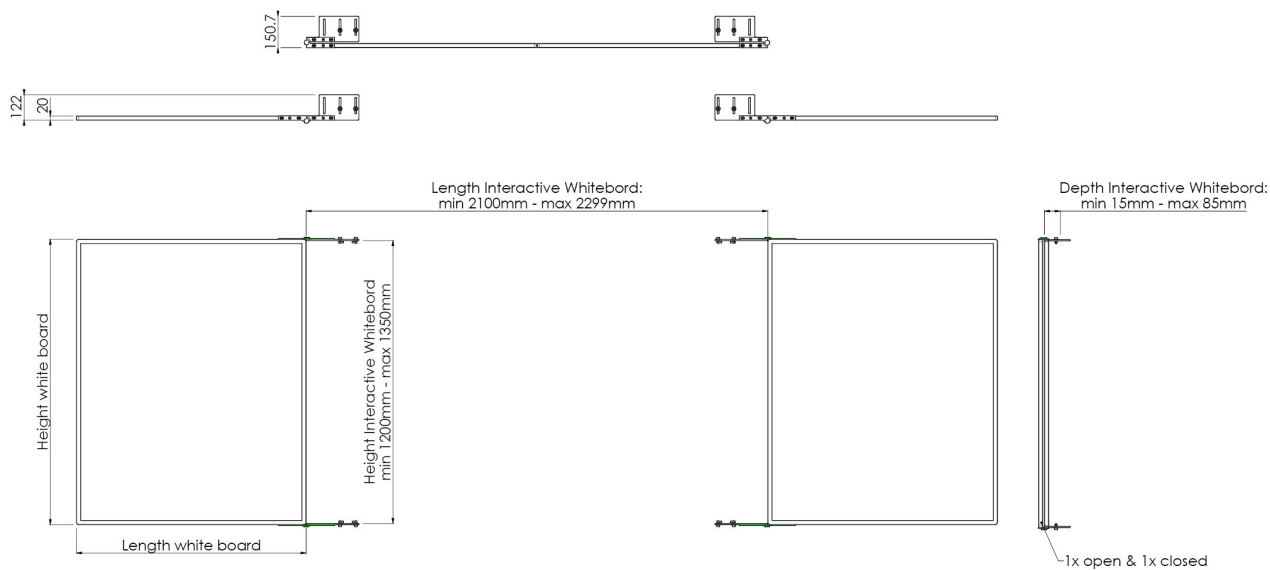 150.7
122
20
Length Interactive Whitebord:
min 2100mm - max 2299mm
Depth Interactive Whitebord:
min 15mm - max 85mm
Height white board
Height Interactive Whitebord
min 1200mm - max 1350mm
Length white board
1x open & 1x closed